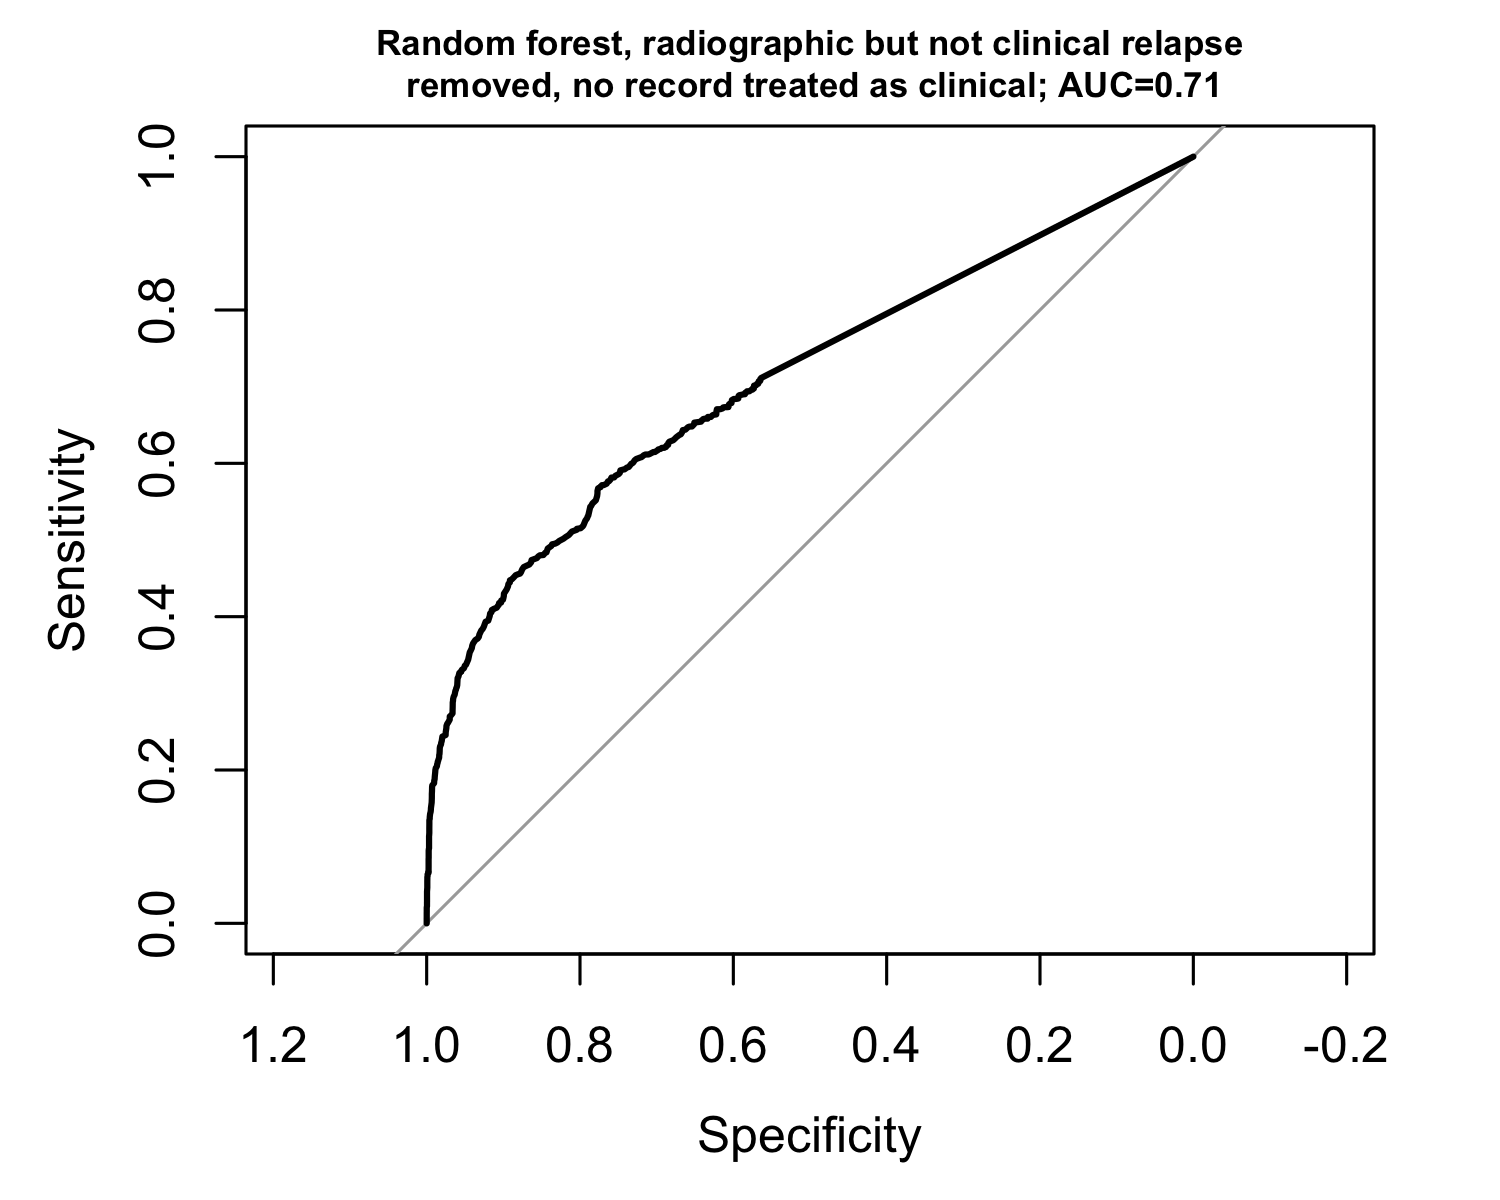 Random forest, radiographic but not clinical relapse
removed, no record treated as clinical; AUC=0.71
Sensitivity
1.0
0.8
0.6
0.4
0.2
0.0
1.2 1.0 0.8 0.6 0.4 0.2 0.0 -0.2
Specificity